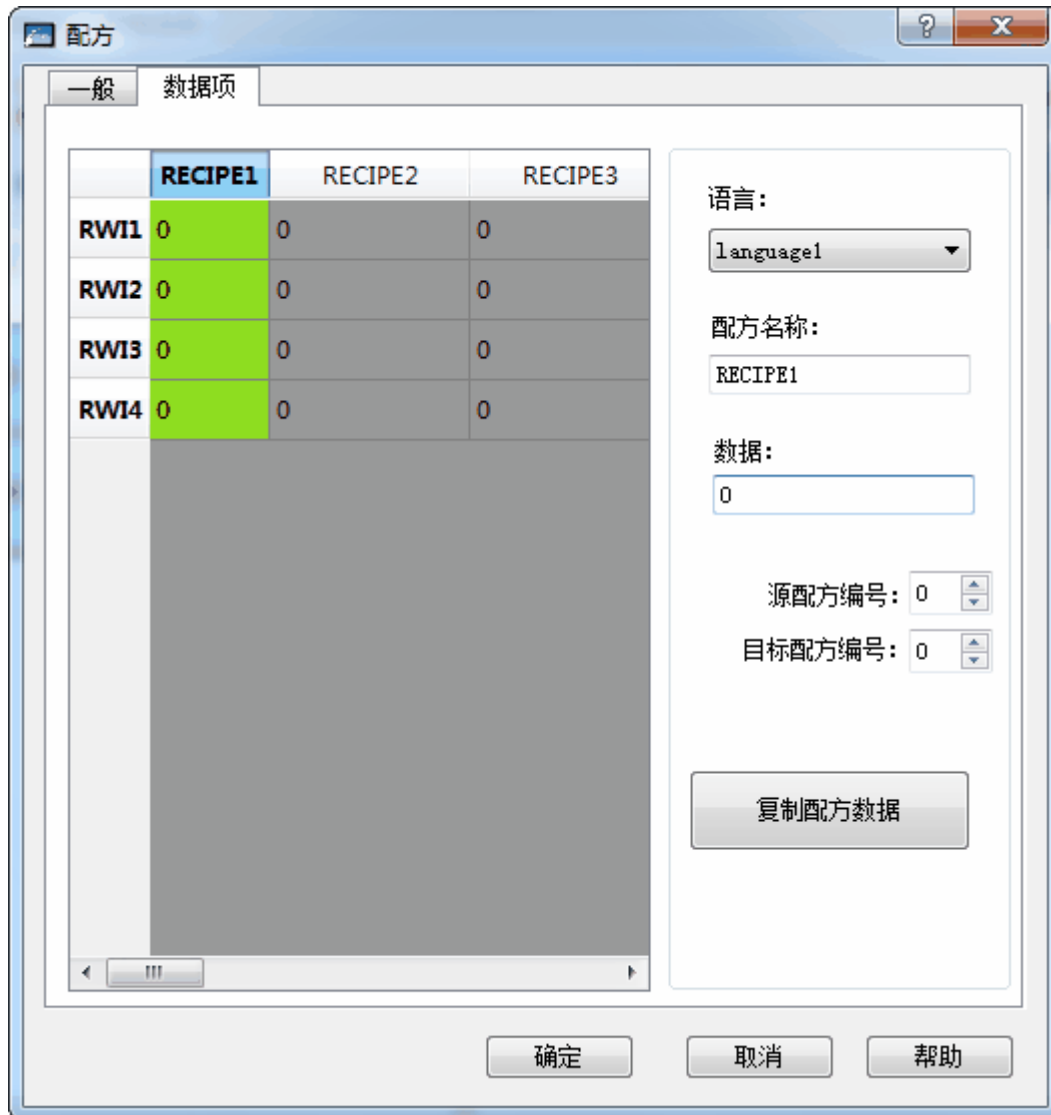 配方
一般 数据项
RECIPE1 RECIPE2 RECIPE3
RWI1 0 0 0
RWI2 0 0 0
RWI3 0 0 0
RWI4 0 0 0
语言：
language1
配方名称：
RECIPE1
数据：
0
源配方编号： 0
目标配方编号： 0
复制配方数据
确定 取消 帮助